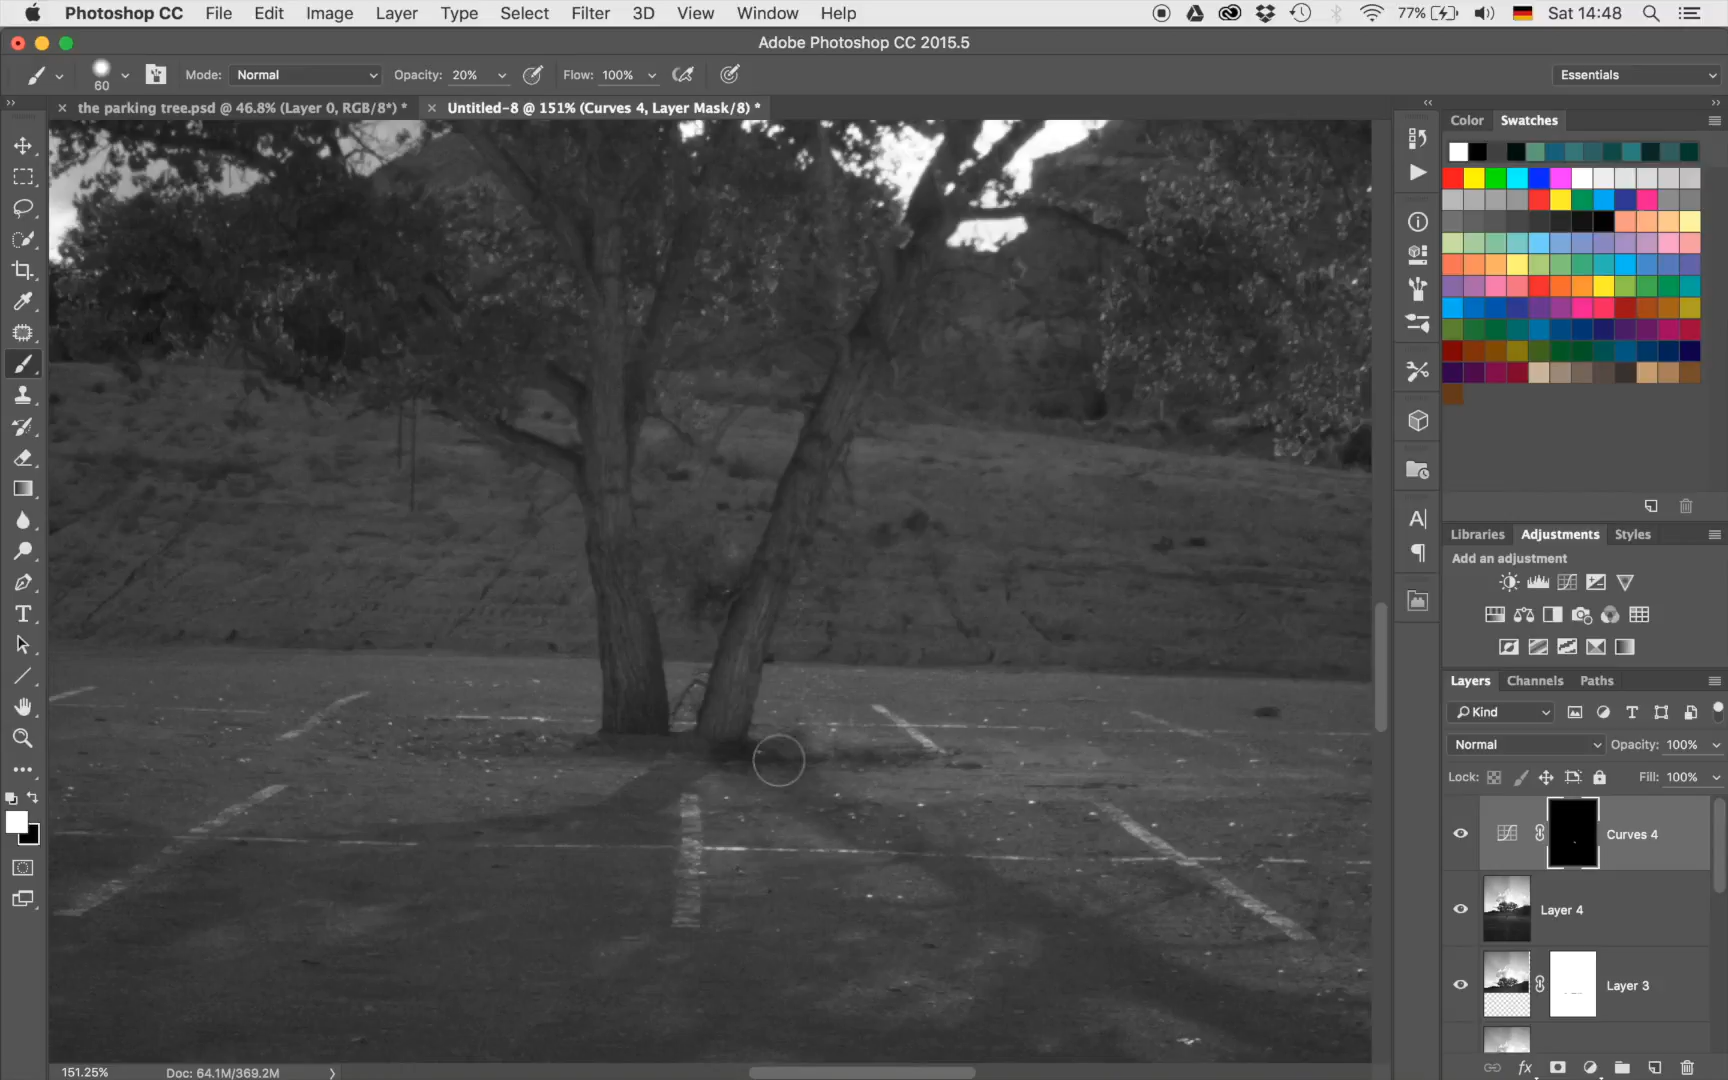 Photoshop CC File Edit Image Layer Type Select Filter 3D View Window Help 77% Sat 14:48
Adobe Photoshop CC 2015.5
60 Mode: Normal Opacity: 20% Flow: 100% Essentials
the parking tree.psd @ 46.8% (Layer 0, RGB/8*) * Untitled-8 @ 151% (Curves 4, Layer Mask/8) *
Color Swatches
Libraries Adjustments Styles
Add an adjustment
Layers Channels Paths
Kind
Normal Opacity: 100%
Lock: Fill: 100%
Curves 4
Layer 4
Layer 3
151.25% Doc: 64.1M/369.2M